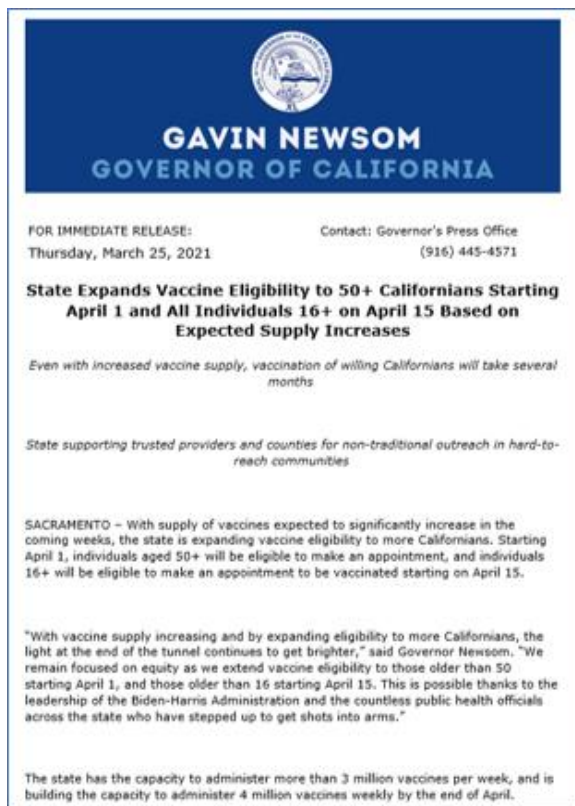 GAVIN NEWSOM
GOVERNOR OF CALIFORNIA
FOR IMMEDIATE RELEASE:
Contact: Governor's Press Office
Thursday, March 25, 2021
(916) 445-4571
State Expands Vaccine Eligibility to 50+ Californians Starting
April 1 and All Individuals 16+ on April 15 Based on
Expected Supply Increases
Even with increased vaccine supply, vaccination of willing Californians will take several
months
State supporting trusted providers and counties for non-traditional outreach in hard-to-
reach communities
SACRAMENTO – With supply of vaccines expected to significantly increase in the
coming weeks, the state is expanding vaccine eligibility to more Californians. Starting
April 1, individuals aged 50+ will be eligible to make an appointment, and individuals
16+ will be eligible to make an appointment to be vaccinated starting on April 15.
"With vaccine supply increasing and by expanding eligibility to more Californians, the
light at the end of the tunnel continues to get brighter," said Governor Newsom. "We
remain focused on equity as we extend vaccine eligibility to those older than 50
starting April 1, and those older than 16 starting April 15. This is possible thanks to the
leadership of the Biden-Harris Administration and the countless public health officials
across the state who have stepped up to get shots into arms."
The state has the capacity to administer more than 3 million vaccines per week, and is
building the capacity to administer 4 million vaccines weekly by the end of April.